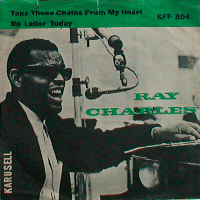 Take These Chains From My Heart
KFF 804
No Letter Today
RAY
CHARLES
KARUSELL